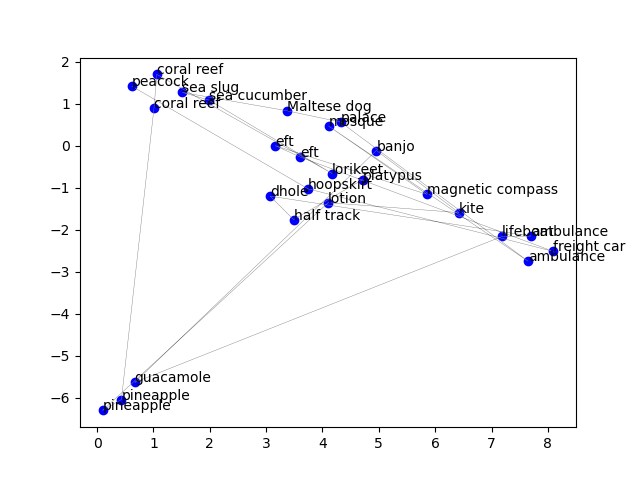 2
coral reef
peacock
sea slug
sea cucumber
1
coral reef
Maltese dog
palace
mosque
0
eft
banjo
eft
lorikeet
platypus
−1
hoopskirt
magnetic compass
dhole
lotion
kite
half track
−2
lifeboat
ambulance
freight car
ambulance
−3
−4
−5
guacamole
−6
pineapple
pineapple
0 1 2 3 4 5 6 7 8